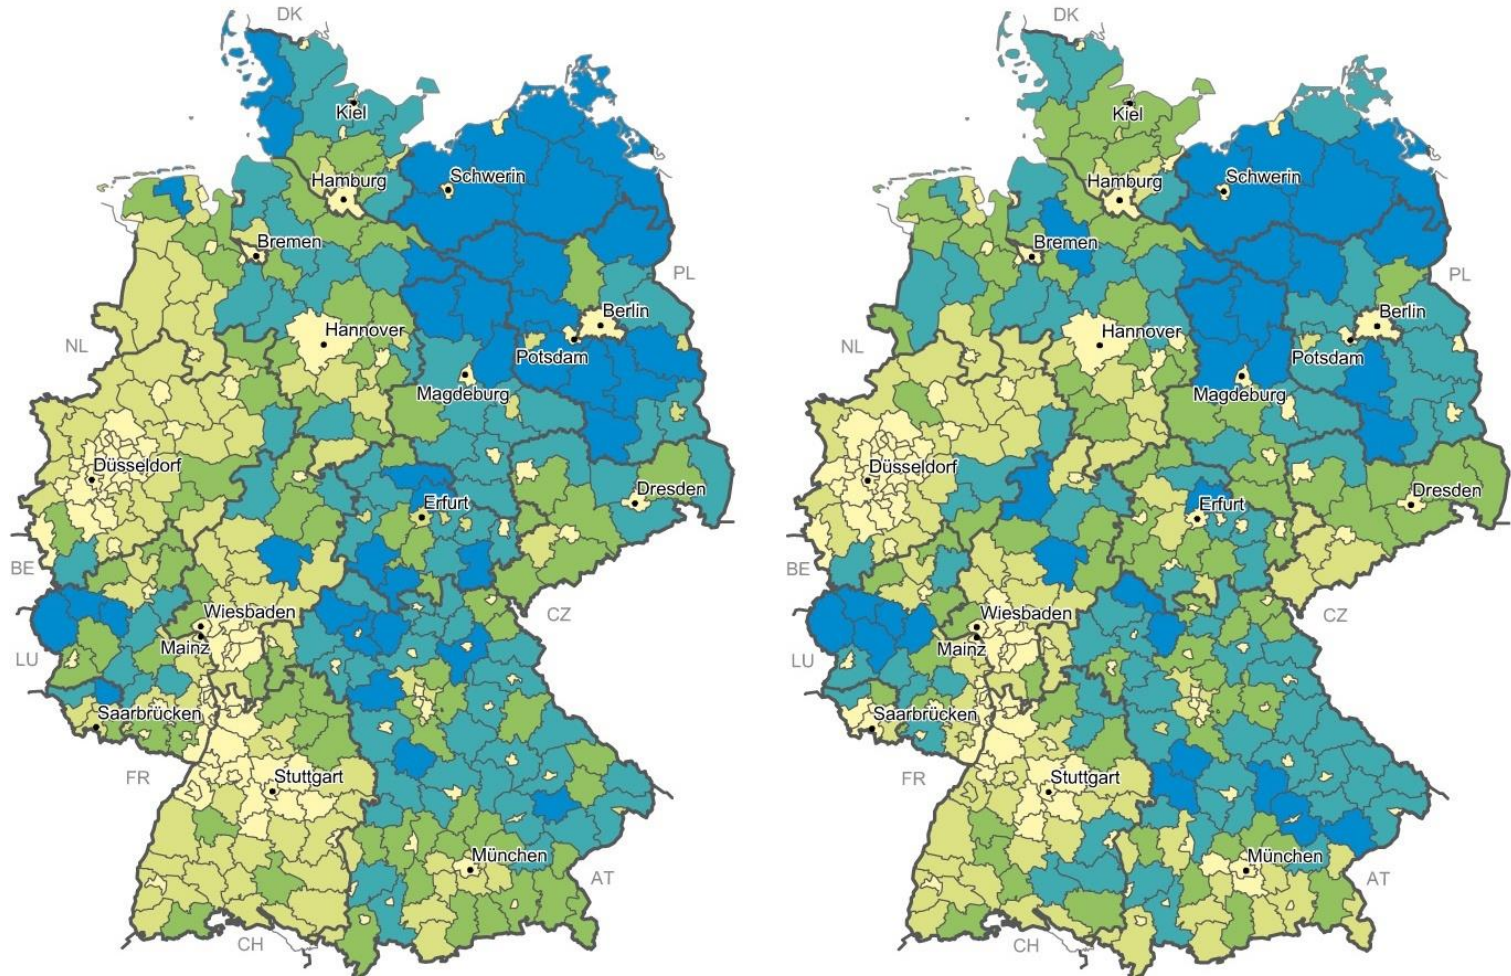 DK
Kiel
Schwerin
Hamburg
Bremen
PL
Berlin
Hannover
NL
Potsdam
Magdeburg
Düsseldorf
Dresden
Erfurt
BE
Wiesbaden
CZ
Mainz
LU
Saarbrücken
FR
Stuttgart
München
AT
CH
DK
Kiel
Schwerin
Hamburg
Bremen
PL
Berlin
Hannover
NL
Potsdam
Magdeburg
Düsseldorf
Dresden
Erfurt
BE
Wiesbaden
CZ
Mainz
LU
Saarbrücken
FR
Stuttgart
München
AT
CH